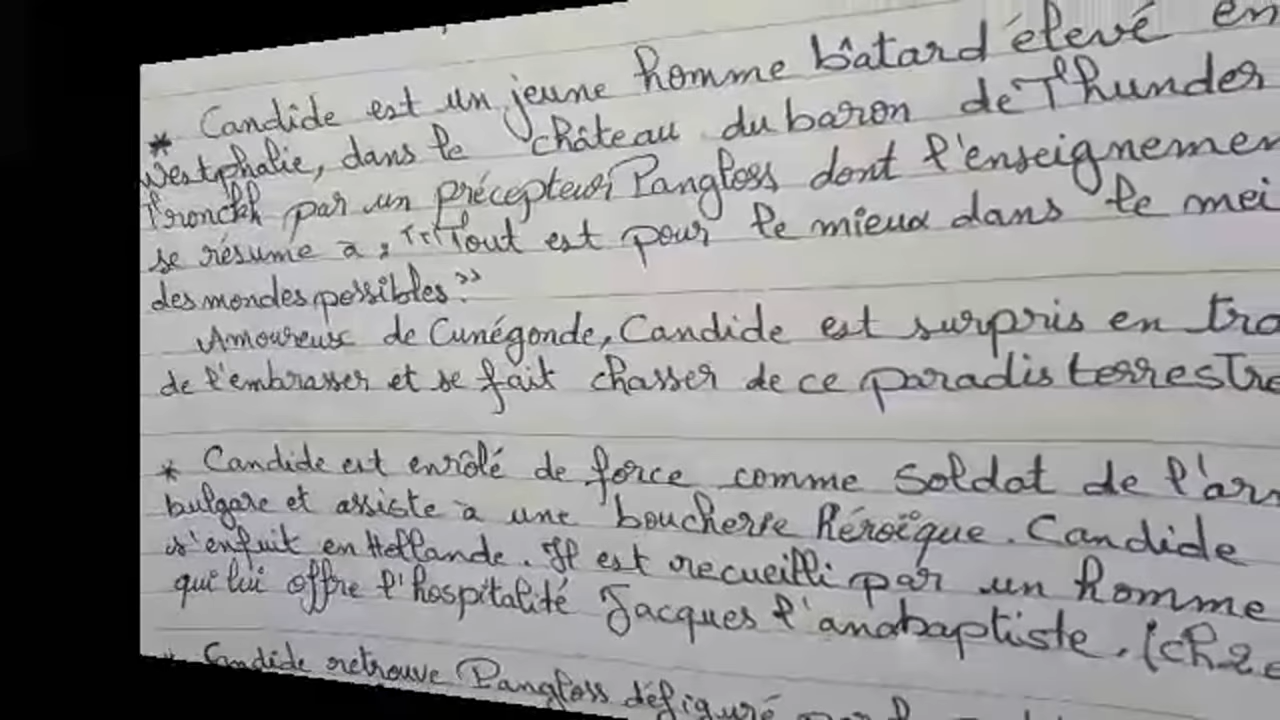 * Candide est un jeune homme bâtard élevé en
Westphalie, dans le château du baron de Thunder
tronckh par un précepteur Pangloss dont l'enseignemen
se résume à : "Tout est pour le mieux dans le mei
des mondes possibles."
Amoureux de Cunégonde, Candide est surpris en tra
de l'embrasser et se fait chasser de ce paradis terrestre
* Candide est enrôlé de force comme soldat de l'ar
bulgare et assiste à une boucherie héroïque. Candide
s'enfuit en Hollande. Il est recueilli par un homme
qui lui offre l'hospitalité Jacques l'anabaptiste. (ch2
* Candide retrouve Pangloss défiguré par